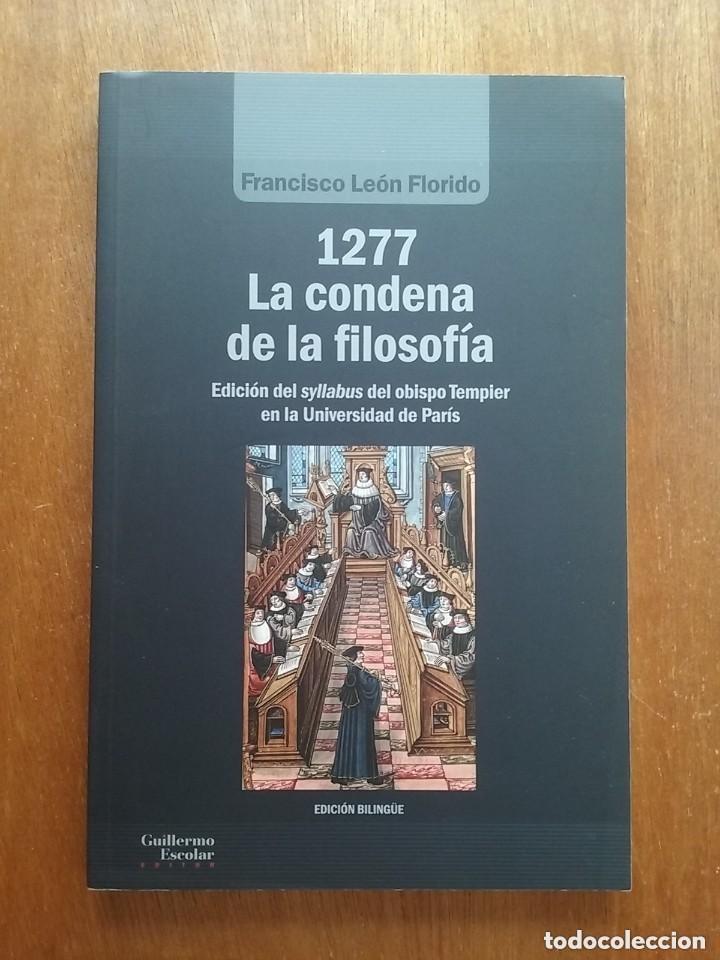 Francisco León Florido
1277
La condena
de la filosofía
Edición del syllabus del obispo Tempier
en la Universidad de París
EDICIÓN BILINGÜE
Guillermo
Escolar
EDITOR
todocoleccion